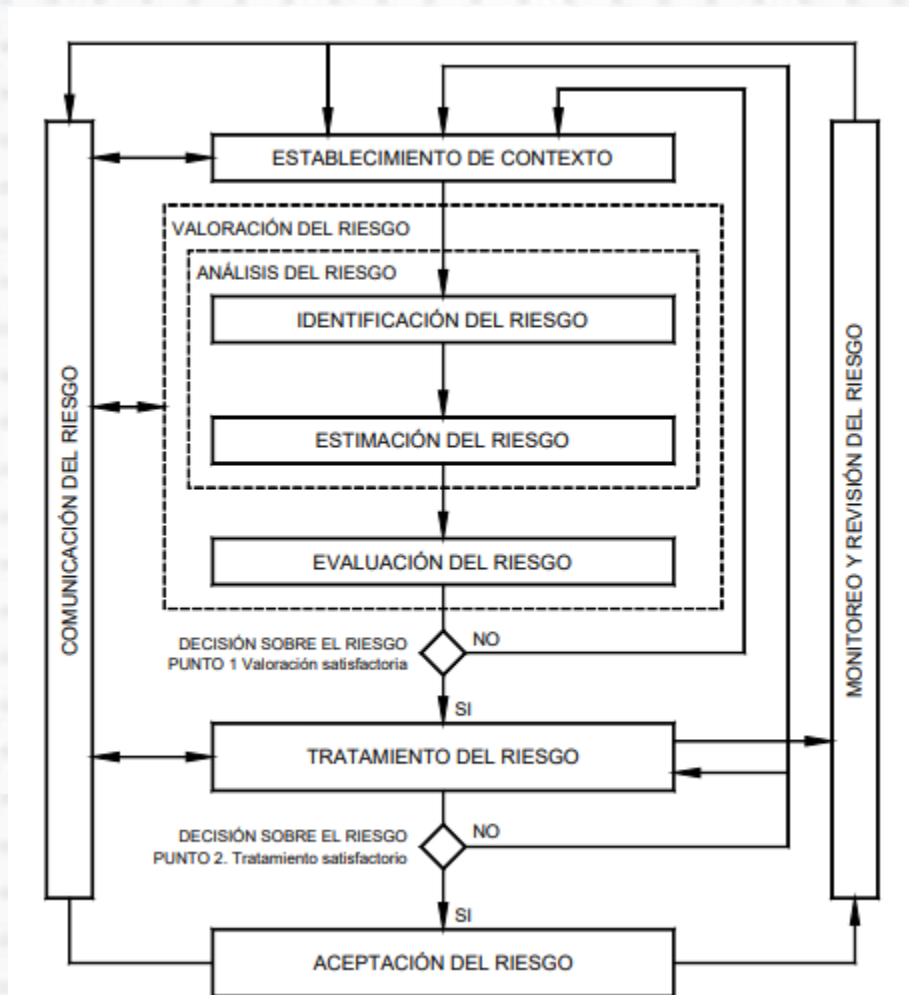 ESTABLECIMIENTO DE CONTEXTO
VALORACIÓN DEL RIESGO
ANÁLISIS DEL RIESGO
IDENTIFICACIÓN DEL RIESGO
ESTIMACIÓN DEL RIESGO
EVALUACIÓN DEL RIESGO
DECISIÓN SOBRE EL RIESGO
PUNTO 1 Valoración satisfactoria
NO
SI
TRATAMIENTO DEL RIESGO
DECISIÓN SOBRE EL RIESGO
PUNTO 2. Tratamiento satisfactorio
NO
SI
ACEPTACIÓN DEL RIESGO
COMUNICACIÓN DEL RIESGO
MONITOREO Y REVISIÓN DEL RIESGO